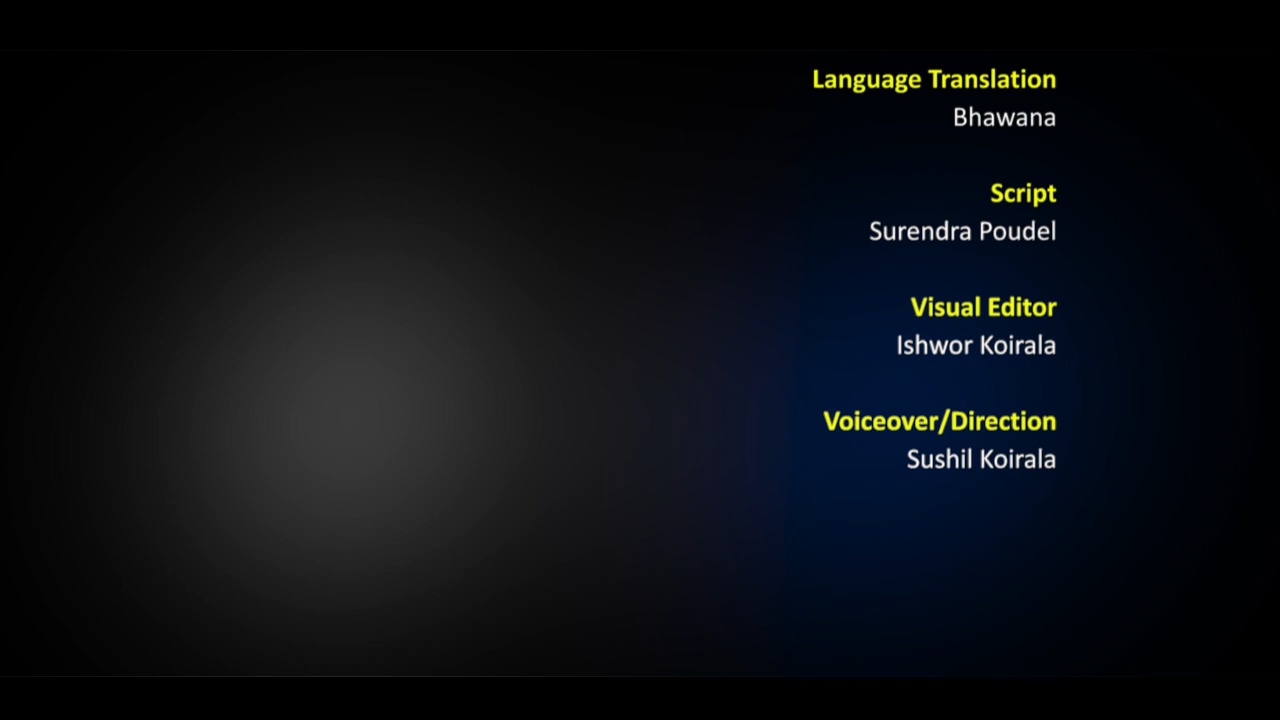 Language Translation
Bhawana
Script
Surendra Poudel
Visual Editor
Ishwor Koirala
Voiceover/Direction
Sushil Koirala